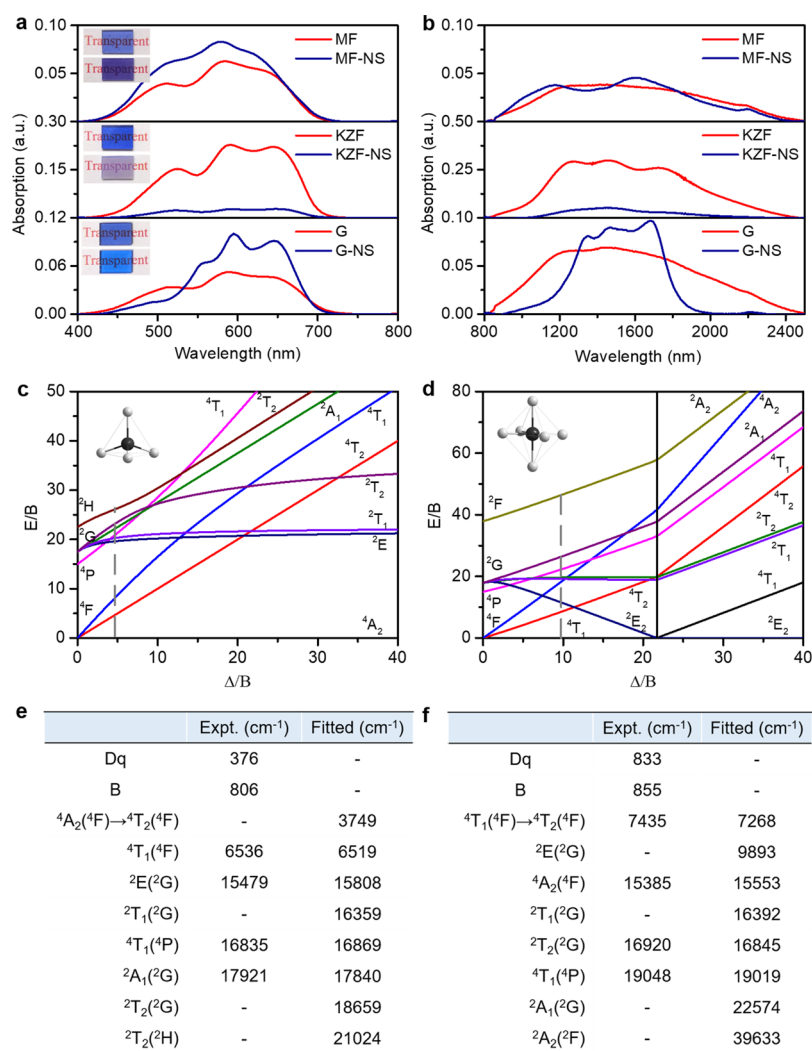 a
b
Absorption (a.u.)
0.10
0.05
0.30
0.15
0.12
0.06
0.00
Transparent
Transparent
MF
MF-NS
Transparent
Transparent
KZF
KZF-NS
Transparent
Transparent
G
G-NS
400 500 600 700 800
Wavelength (nm)
Absorption (a.u.)
0.10
0.05
0.50
0.25
0.10
0.05
0.00
MF
MF-NS
KZF
KZF-NS
G
G-NS
800 1200 1600 2000 2400
Wavelength (nm)
c
E/B
50
40
30
20
10
0
⁴T₁
²T₂
²A₁
⁴T₁
⁴T₂
²T₂
²T₁
²E
²H
²G
⁴P
⁴F
⁴A₂
0 10 20 30 40
Δ/B
d
E/B
80
60
40
20
0
²A₂
⁴A₂
²A₁
⁴T₁
⁴T₂
²T₂
²T₁
⁴T₁
²E₂
²F
²G
⁴P
⁴F
⁴T₂
²E₂
⁴T₁
0 10 20 30 40
Δ/B
e
Expt. (cm⁻¹) Fitted (cm⁻¹)
Dq 376 -
B 806 -
⁴A₂(⁴F)→⁴T₂(⁴F) - 3749
⁴T₁(⁴F) 6536 6519
²E(²G) 15479 15808
²T₁(²G) - 16359
⁴T₁(⁴P) 16835 16869
²A₁(²G) 17921 17840
²T₂(²G) - 18659
²T₂(²H) - 21024
f
Expt. (cm⁻¹) Fitted (cm⁻¹)
Dq 833 -
B 855 -
⁴T₁(⁴F)→⁴T₂(⁴F) 7435 7268
²E(²G) - 9893
⁴A₂(⁴F) 15385 15553
²T₁(²G) - 16392
²T₂(²G) 16920 16845
⁴T₁(⁴P) 19048 19019
²A₁(²G) - 22574
²A₂(²F) - 39633